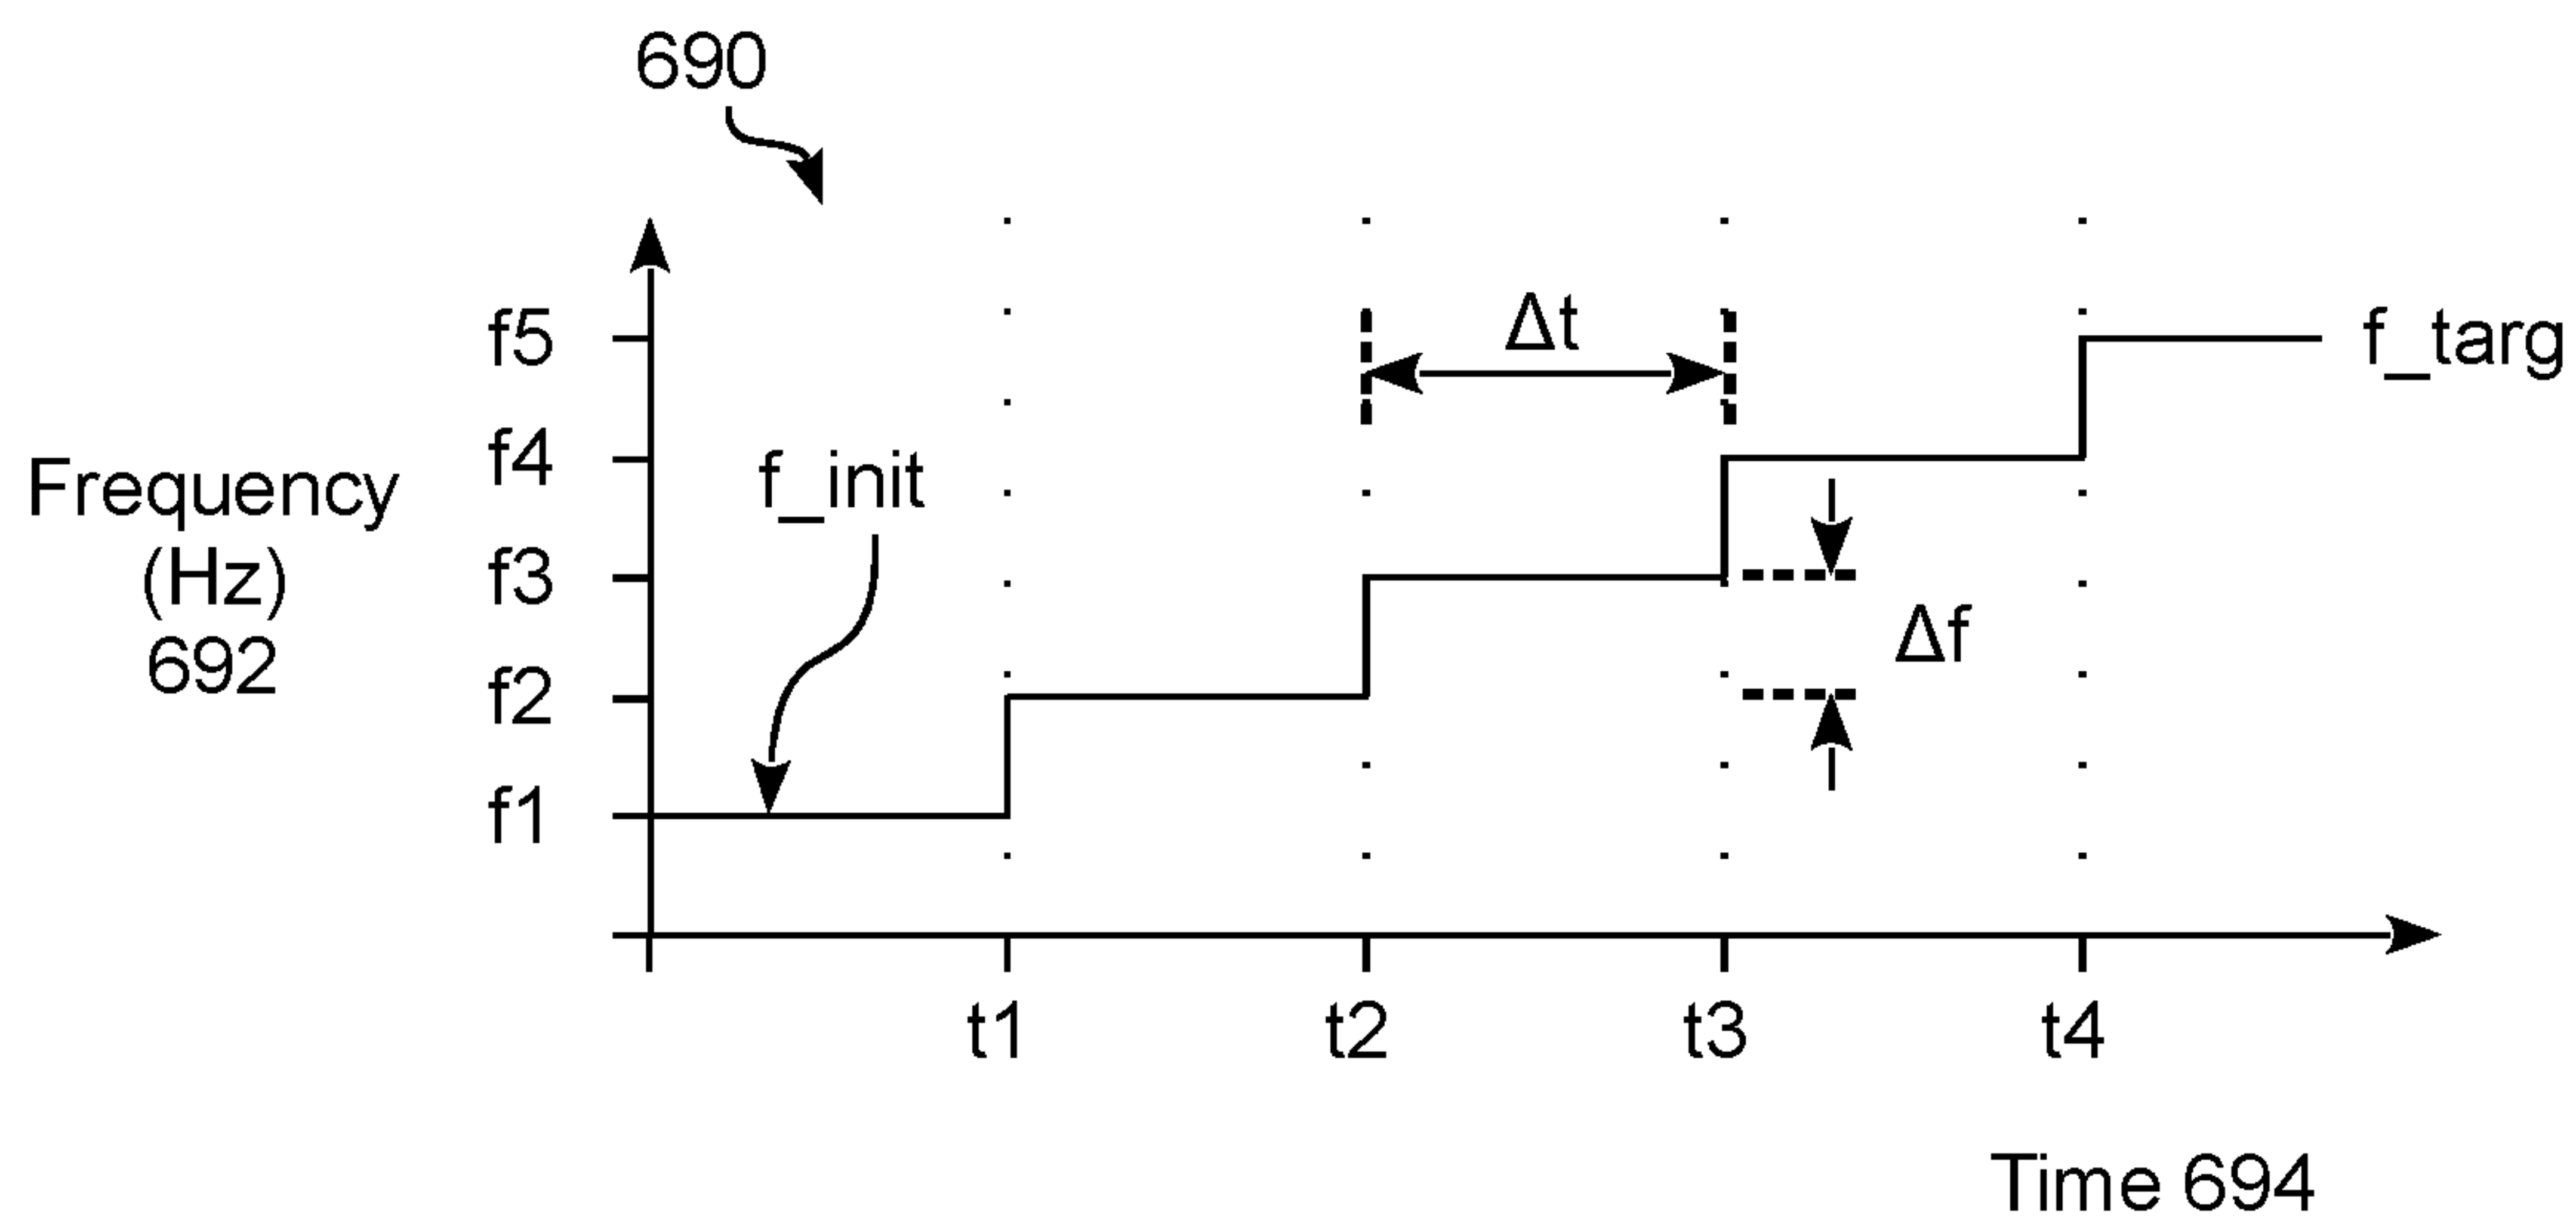 690
f5
f4
f3
f2
f1
Frequency
(Hz)
692
f_init
Δt
f_targ
Δf
t1 t2 t3 t4
Time 694